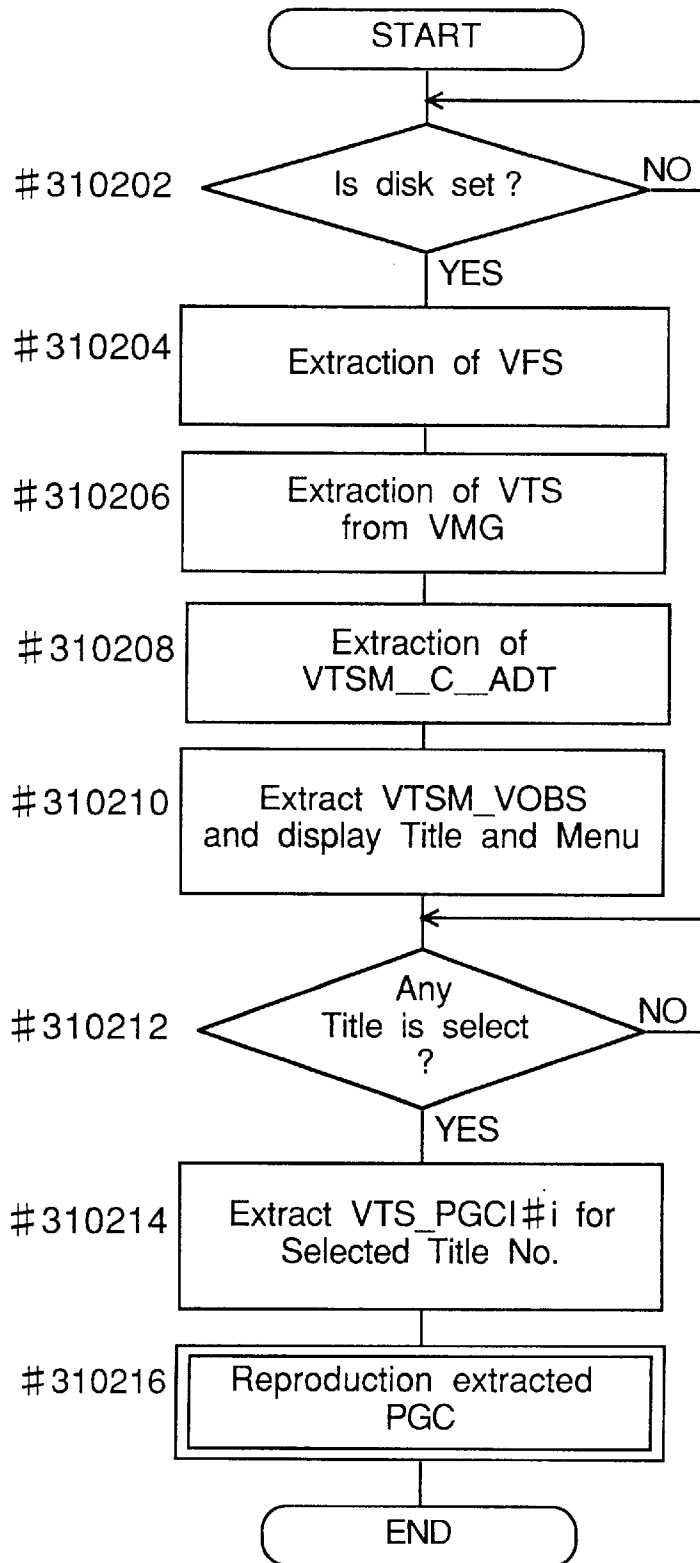 START
#310202
Is disk set ?
NO
YES
#310204
Extraction of VFS
#310206
Extraction of VTS
from VMG
#310208
Extraction of
VTSM__C__ADT
#310210
Extract VTSM_VOBS
and display Title and Menu
#310212
Any
Title is select
?
NO
YES
#310214
Extract VTS_PGCI#i for
Selected Title No.
#310216
Reproduction extracted
PGC
END